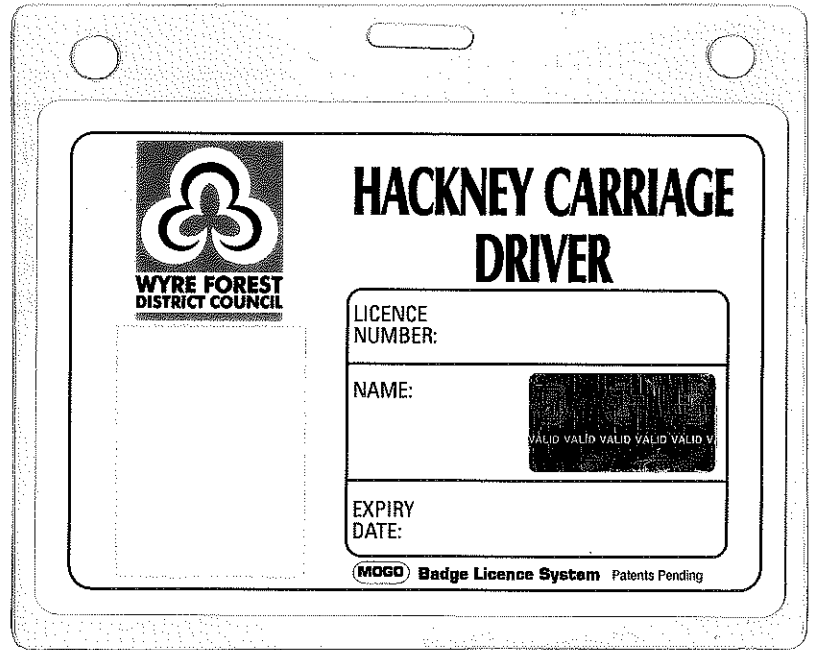 HACKNEY CARRIAGE
DRIVER
WYRE FOREST
DISTRICT COUNCIL
LICENCE
NUMBER:
NAME:
VALID VALID VALID VALID VALID V
EXPIRY
DATE:
MOGO Badge Licence System Patents Pending